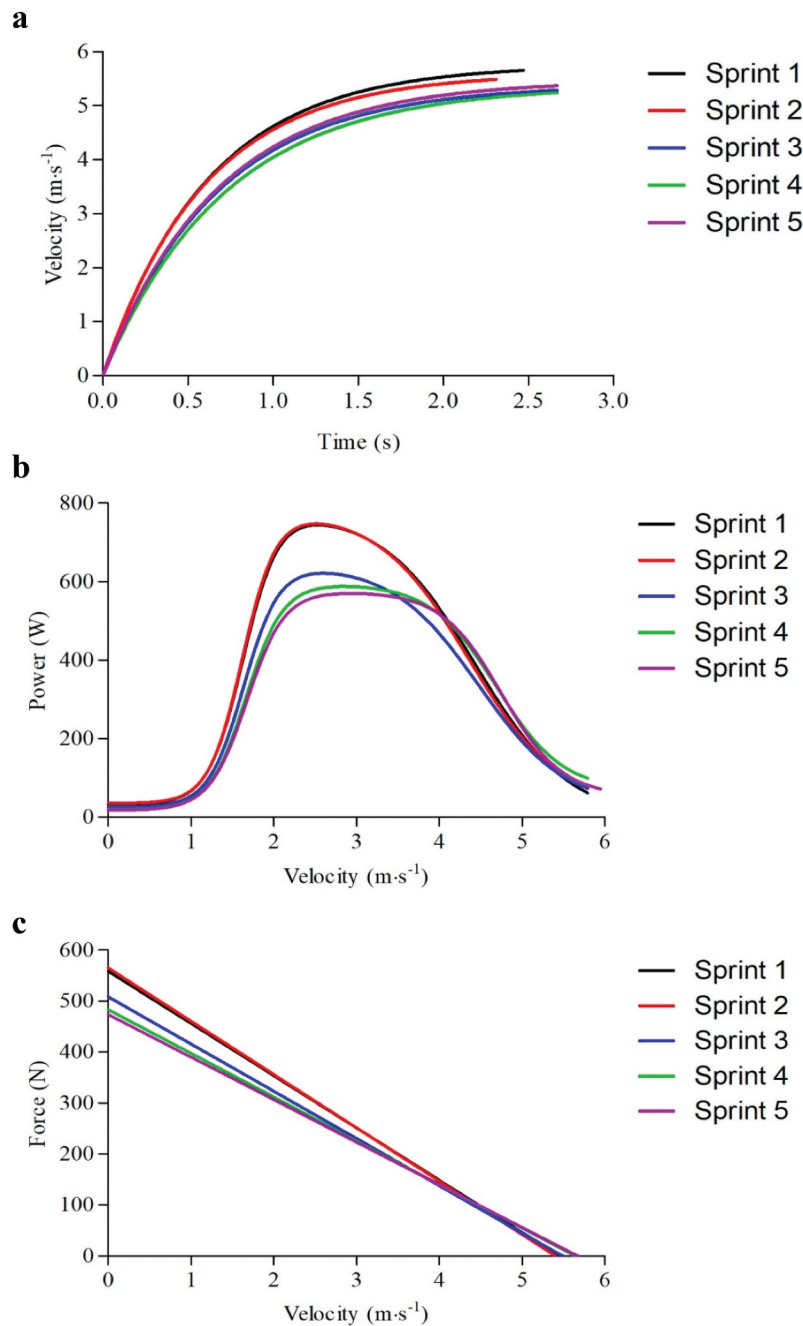 a
6
5
4
3
2
1
0
Velocity (m·s⁻¹)
0.0 0.5 1.0 1.5 2.0 2.5 3.0
Time (s)
Sprint 1
Sprint 2
Sprint 3
Sprint 4
Sprint 5
b
800
600
400
200
0
Power (W)
0 1 2 3 4 5 6
Velocity (m·s⁻¹)
Sprint 1
Sprint 2
Sprint 3
Sprint 4
Sprint 5
c
600
500
400
300
200
100
0
Force (N)
0 1 2 3 4 5 6
Velocity (m·s⁻¹)
Sprint 1
Sprint 2
Sprint 3
Sprint 4
Sprint 5